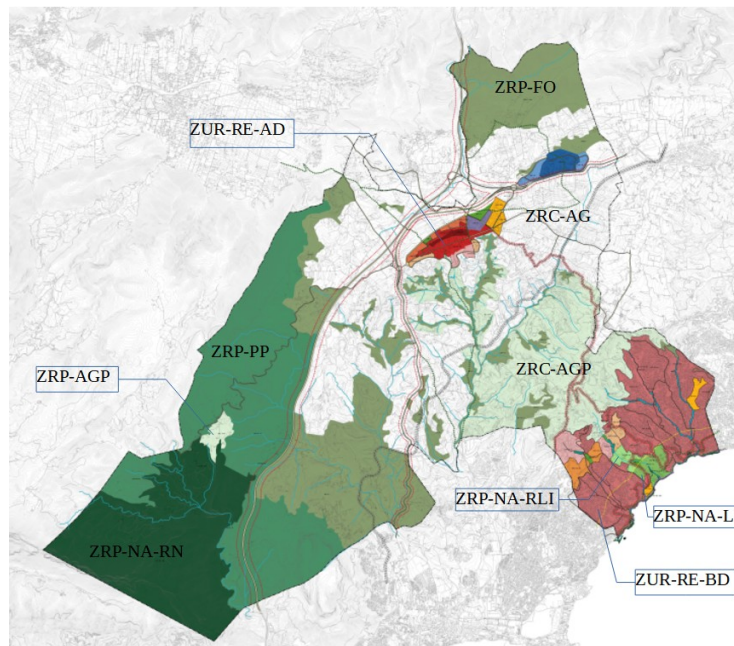 ZRP-FO
ZUR-RE-AD
ZRC-AG
ZRP-PP
ZRP-AGP
ZRC-AGP
ZRP-NA-RLI
ZRP-NA-L
ZRP-NA-RN
ZUR-RE-BD